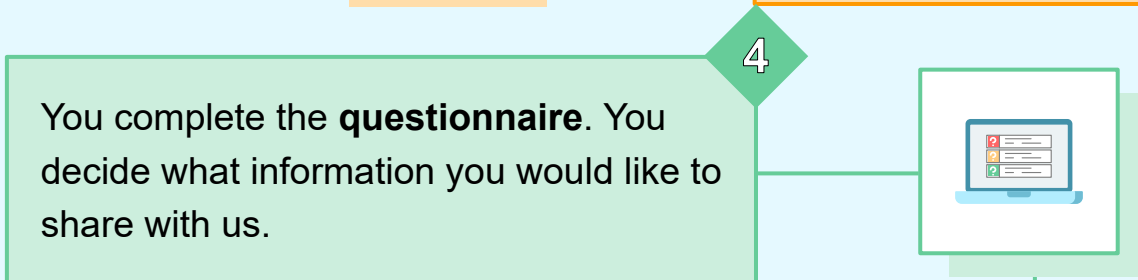 4
You complete the questionnaire. You
decide what information you would like to
share with us.
?
?
?